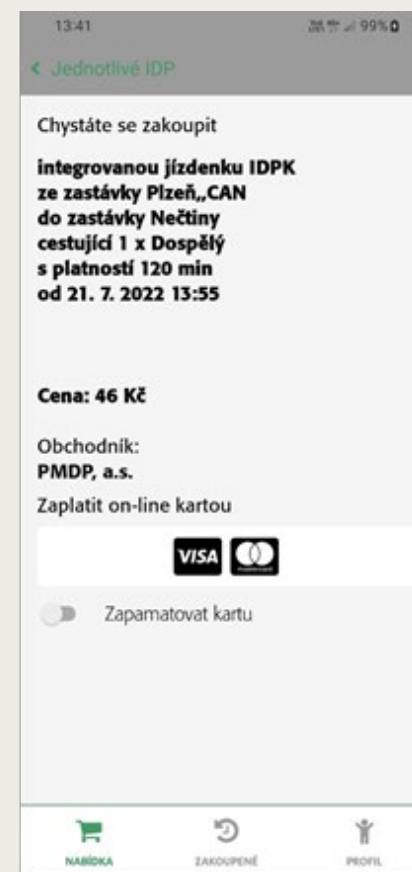 13:41
99%
Jednotlivé IDP
Chystáte se zakoupit
integrovanou jízdenku IDPK
ze zastávky Plzeň,,CAN
do zastávky Nečtiny
cestující 1 x Dospělý
s platností 120 min
od 21. 7. 2022 13:55
Cena: 46 Kč
Obchodník:
PMDP, a.s.
Zaplatit on-line kartou
VISA
Zapamatovat kartu
NABÍDKA ZAKOUPENÉ PROFIL